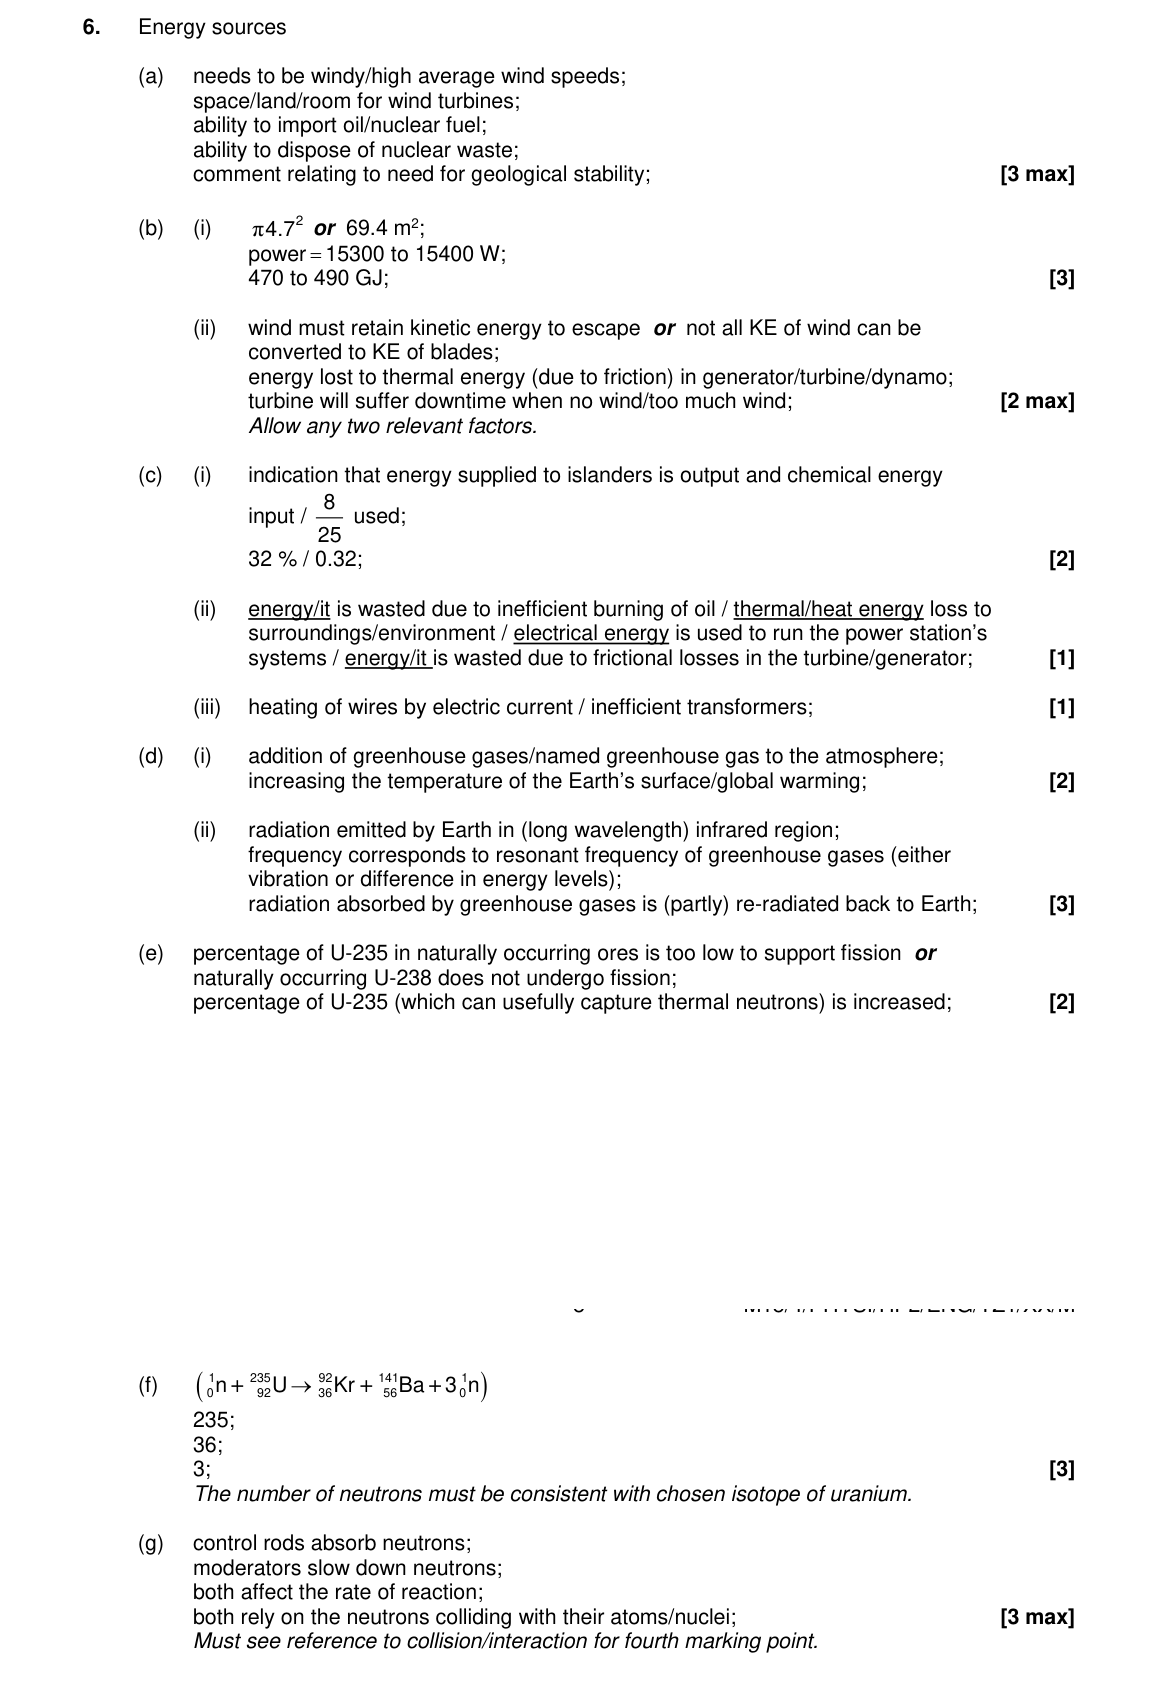 6. Energy sources
(a) needs to be windy/high average wind speeds;
space/land/room for wind turbines;
ability to import oil/nuclear fuel;
ability to dispose of nuclear waste;
comment relating to need for geological stability; [3 max]
(b) (i) π4.7² or 69.4 m²;
power = 15300 to 15400 W;
470 to 490 GJ; [3]
(ii) wind must retain kinetic energy to escape or not all KE of wind can be
converted to KE of blades;
energy lost to thermal energy (due to friction) in generator/turbine/dynamo;
turbine will suffer downtime when no wind/too much wind; [2 max]
Allow any two relevant factors.
(c) (i) indication that energy supplied to islanders is output and chemical energy
input / 8/25 used;
32 % / 0.32; [2]
(ii) energy/it is wasted due to inefficient burning of oil / thermal/heat energy loss to
surroundings/environment / electrical energy is used to run the power station's
systems / energy/it is wasted due to frictional losses in the turbine/generator; [1]
(iii) heating of wires by electric current / inefficient transformers; [1]
(d) (i) addition of greenhouse gases/named greenhouse gas to the atmosphere;
increasing the temperature of the Earth's surface/global warming; [2]
(ii) radiation emitted by Earth in (long wavelength) infrared region;
frequency corresponds to resonant frequency of greenhouse gases (either
vibration or difference in energy levels);
radiation absorbed by greenhouse gases is (partly) re-radiated back to Earth; [3]
(e) percentage of U-235 in naturally occurring ores is too low to support fission or
naturally occurring U-238 does not undergo fission;
percentage of U-235 (which can usefully capture thermal neutrons) is increased; [2]
(f) (¹₀n + ²³⁵₉₂U → ⁹²₃₆Kr + ¹⁴¹₅₆Ba + 3¹₀n)
235;
36;
3; [3]
The number of neutrons must be consistent with chosen isotope of uranium.
(g) control rods absorb neutrons;
moderators slow down neutrons;
both affect the rate of reaction;
both rely on the neutrons colliding with their atoms/nuclei; [3 max]
Must see reference to collision/interaction for fourth marking point.